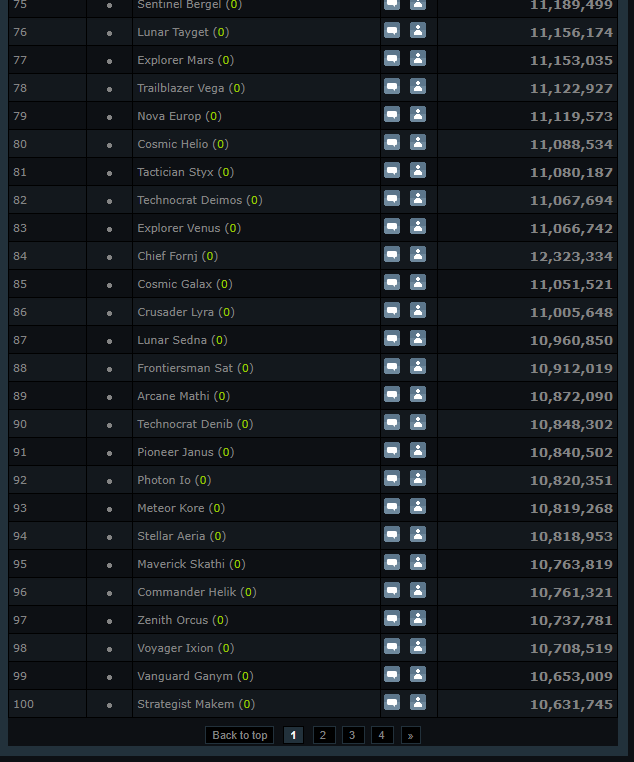 75 • Sentinel Bergel (0) 11,189,499
76 • Lunar Tayget (0) 11,156,174
77 • Explorer Mars (0) 11,153,035
78 • Trailblazer Vega (0) 11,122,927
79 • Nova Europ (0) 11,119,573
80 • Cosmic Helio (0) 11,088,534
81 • Tactician Styx (0) 11,080,187
82 • Technocrat Deimos (0) 11,067,694
83 • Explorer Venus (0) 11,066,742
84 • Chief Fornj (0) 12,323,334
85 • Cosmic Galax (0) 11,051,521
86 • Crusader Lyra (0) 11,005,648
87 • Lunar Sedna (0) 10,960,850
88 • Frontiersman Sat (0) 10,912,019
89 • Arcane Mathi (0) 10,872,090
90 • Technocrat Denib (0) 10,848,302
91 • Pioneer Janus (0) 10,840,502
92 • Photon Io (0) 10,820,351
93 • Meteor Kore (0) 10,819,268
94 • Stellar Aeria (0) 10,818,953
95 • Maverick Skathi (0) 10,763,819
96 • Commander Helik (0) 10,761,321
97 • Zenith Orcus (0) 10,737,781
98 • Voyager Ixion (0) 10,708,519
99 • Vanguard Ganym (0) 10,653,009
100 • Strategist Makem (0) 10,631,745
Back to top 1 2 3 4 »